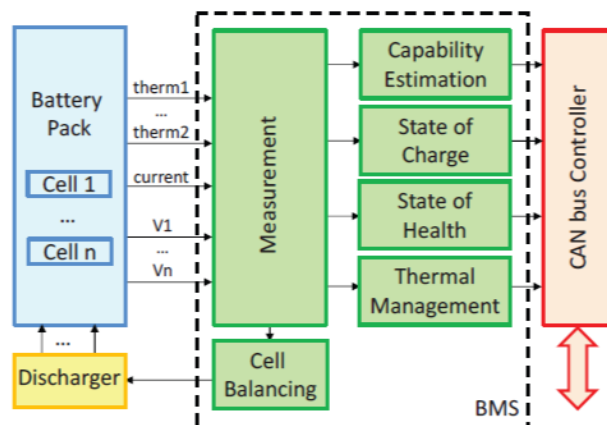 Battery
Pack
Cell 1
...
Cell n
therm1
...
therm2
current
V1
...
Vn
Measurement
Capability
Estimation
State of
Charge
State of
Health
Thermal
Management
CAN bus Controller
...
Discharger
Cell
Balancing
BMS